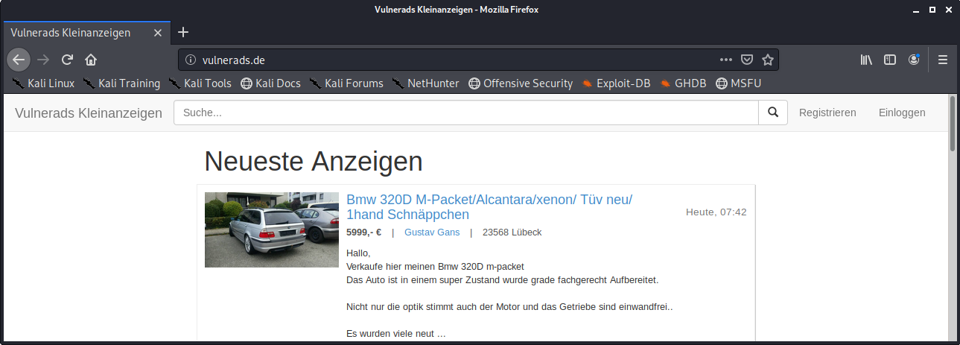 Vulnerads Kleinanzeigen - Mozilla Firefox
Vulnerads Kleinanzeigen
vulnerads.de
Kali Linux Kali Training Kali Tools Kali Docs Kali Forums NetHunter Offensive Security Exploit-DB GHDB MSFU
Vulnerads Kleinanzeigen Suche... Registrieren Einloggen
Neueste Anzeigen
Bmw 320D M-Packet/Alcantara/xenon/ Tüv neu/
1hand Schnäppchen
Heute, 07:42
5999,- € | Gustav Gans | 23568 Lübeck
Hallo,
Verkaufe hier meinen Bmw 320D m-packet
Das Auto ist in einem super Zustand wurde grade fachgerecht Aufbereitet.
Nicht nur die optik stimmt auch der Motor und das Getriebe sind einwandfrei..
Es wurden viele neut ...